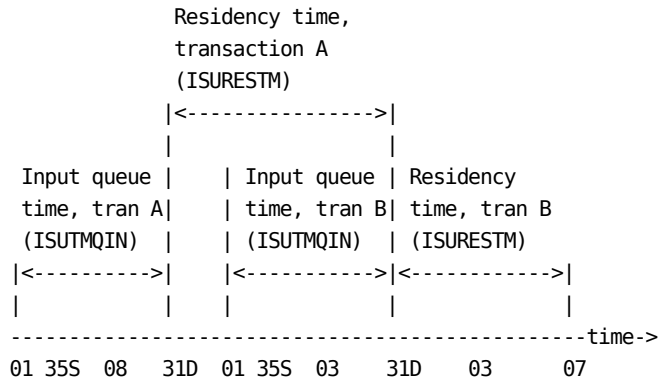 Residency time,
transaction A
(ISURESTM)
|<---------------->|
| |
Input queue | | Input queue | Residency
time, tran A| | time, tran B| time, tran B
(ISUTMQIN) | | (ISUTMQIN) | (ISURESTM)
|<---------->| |<----------->|<------------>|
| | | | |
-------------------------------------------------time->
01 35S 08 31D 01 35S 03 31D 03 07